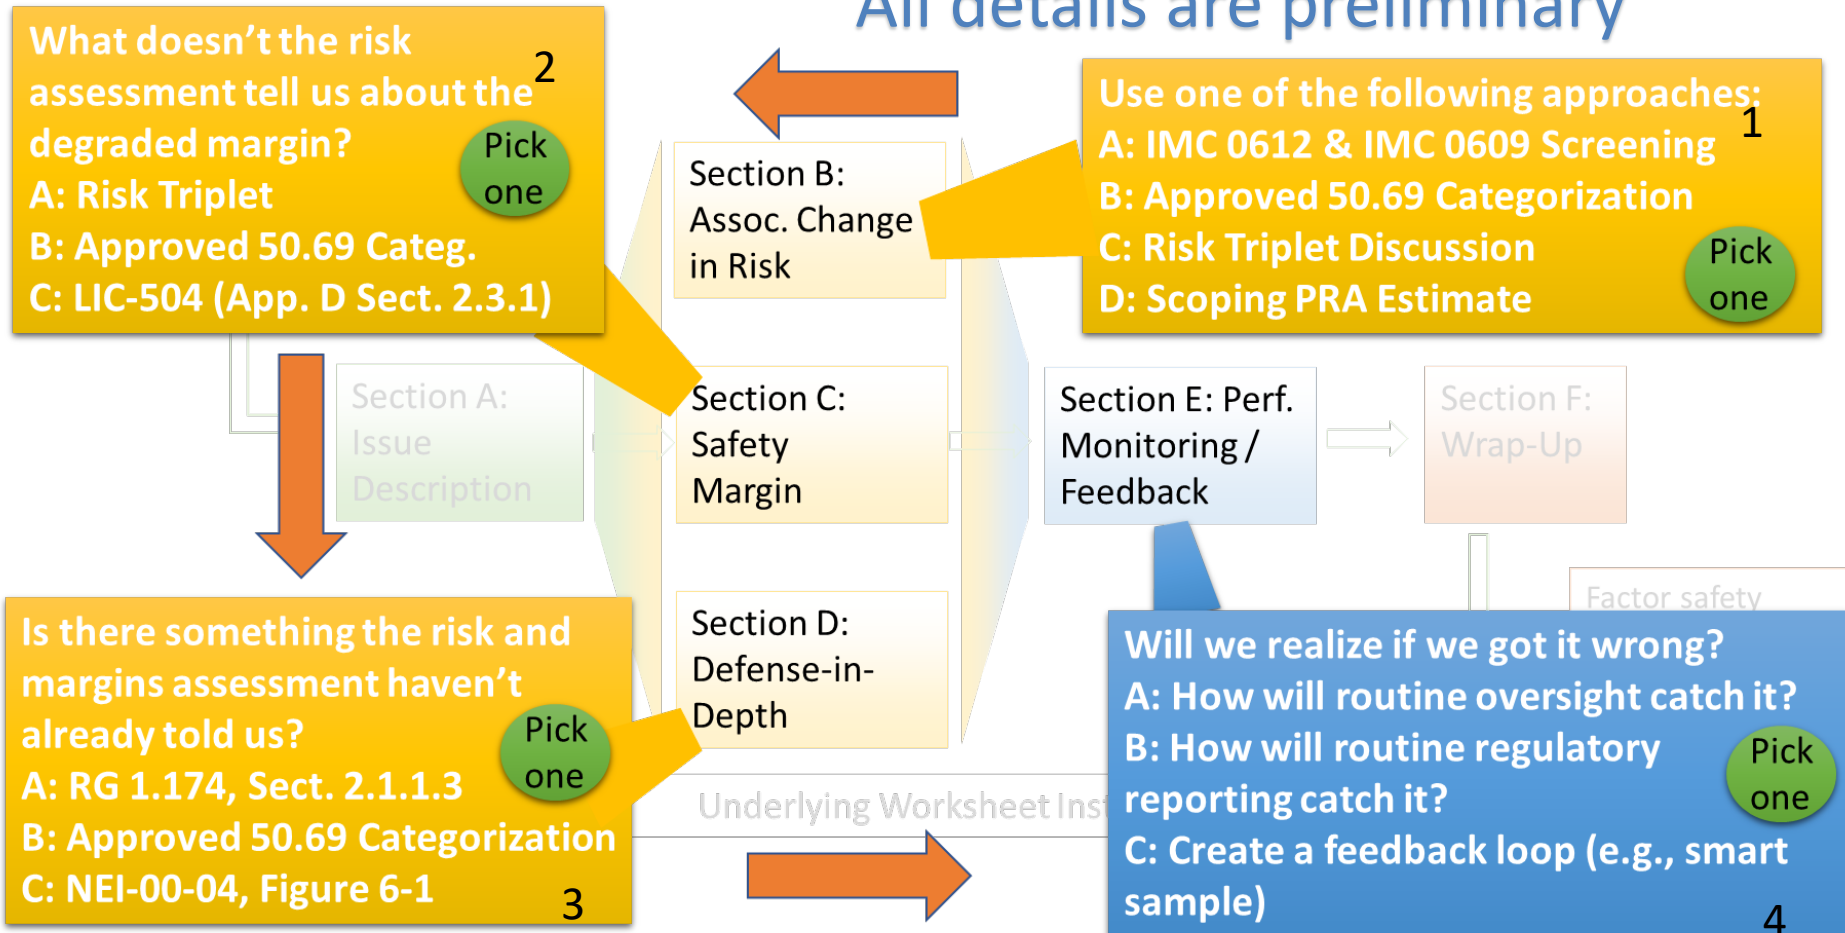 All details are preliminary
What doesn't the risk
assessment tell us about the
degraded margin?
A: Risk Triplet
B: Approved 50.69 Categ.
C: LIC-504 (App. D Sect. 2.3.1)
2
Pick
one
Use one of the following approaches:
A: IMC 0612 & IMC 0609 Screening
B: Approved 50.69 Categorization
C: Risk Triplet Discussion
D: Scoping PRA Estimate
1
Pick
one
Section B:
Assoc. Change
in Risk
Section A:
Issue
Description
Section C:
Safety
Margin
Section E: Perf.
Monitoring /
Feedback
Section F:
Wrap-Up
Section D:
Defense-in-
Depth
Factor safety
Is there something the risk and
margins assessment haven't
already told us?
A: RG 1.174, Sect. 2.1.1.3
B: Approved 50.69 Categorization
C: NEI-00-04, Figure 6-1
Pick
one
3
Underlying Worksheet Inst
Will we realize if we got it wrong?
A: How will routine oversight catch it?
B: How will routine regulatory
reporting catch it?
C: Create a feedback loop (e.g., smart
sample)
Pick
one
4